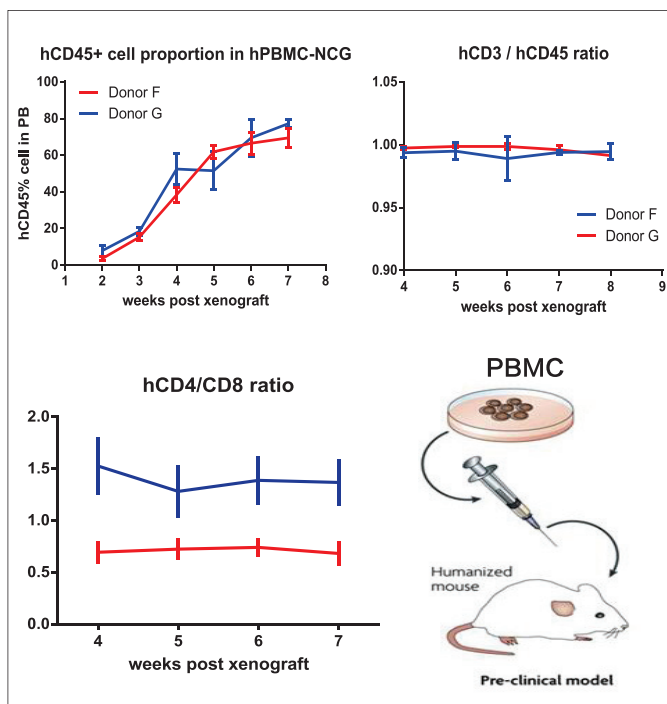 hCD45+ cell proportion in hPBMC-NCG
100
80
60
40
20
0
hCD45% cell in PB
Donor F
Donor G
1 2 3 4 5 6 7 8
weeks post xenograft
hCD3 / hCD45 ratio
1.05
1.00
0.95
0.90
Donor F
Donor G
4 5 6 7 8 9
weeks post xenograft
hCD4/CD8 ratio
2.0
1.5
1.0
0.5
0.0
4 5 6 7
weeks post xenograft
PBMC
Humanized
mouse
Pre-clinical model